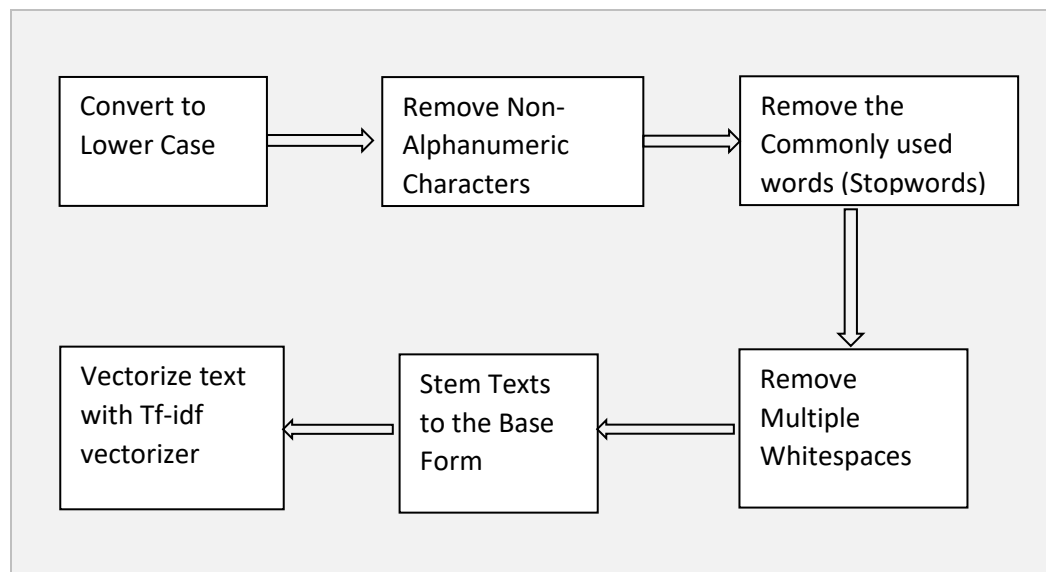 Convert to
Lower Case
Remove Non-
Alphanumeric
Characters
Remove the
Commonly used
words (Stopwords)
Remove
Multiple
Whitespaces
Stem Texts
to the Base
Form
Vectorize text
with Tf-idf
vectorizer